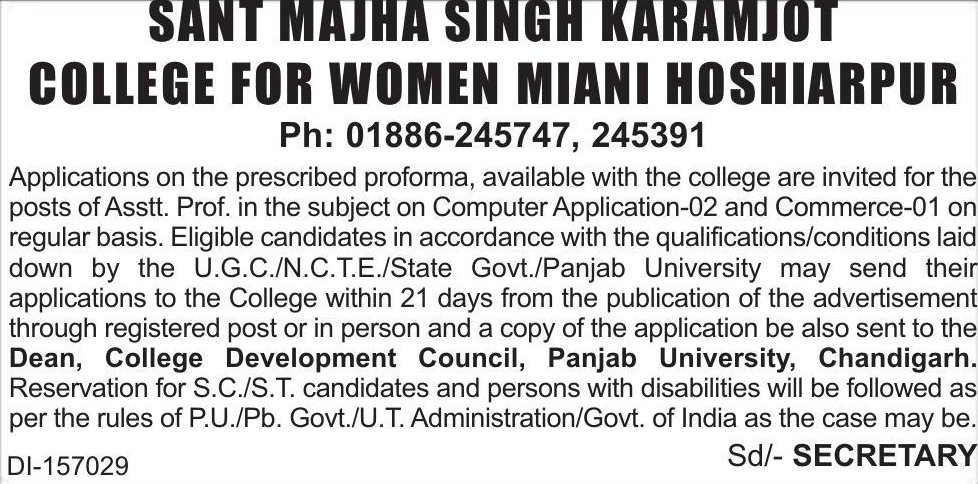 SANT MAJHA SINGH KARAMJOT
COLLEGE FOR WOMEN MIANI HOSHIARPUR
Ph: 01886-245747, 245391
Applications on the prescribed proforma, available with the college are invited for the
posts of Asstt. Prof. in the subject on Computer Application-02 and Commerce-01 on
regular basis. Eligible candidates in accordance with the qualifications/conditions laid
down by the U.G.C./N.C.T.E./State Govt./Panjab University may send their
applications to the College within 21 days from the publication of the advertisement
through registered post or in person and a copy of the application be also sent to the
Dean, College Development Council, Panjab University, Chandigarh.
Reservation for S.C./S.T. candidates and persons with disabilities will be followed as
per the rules of P.U./Pb. Govt./U.T. Administration/Govt. of India as the case may be.
Sd/- SECRETARY
DI-157029